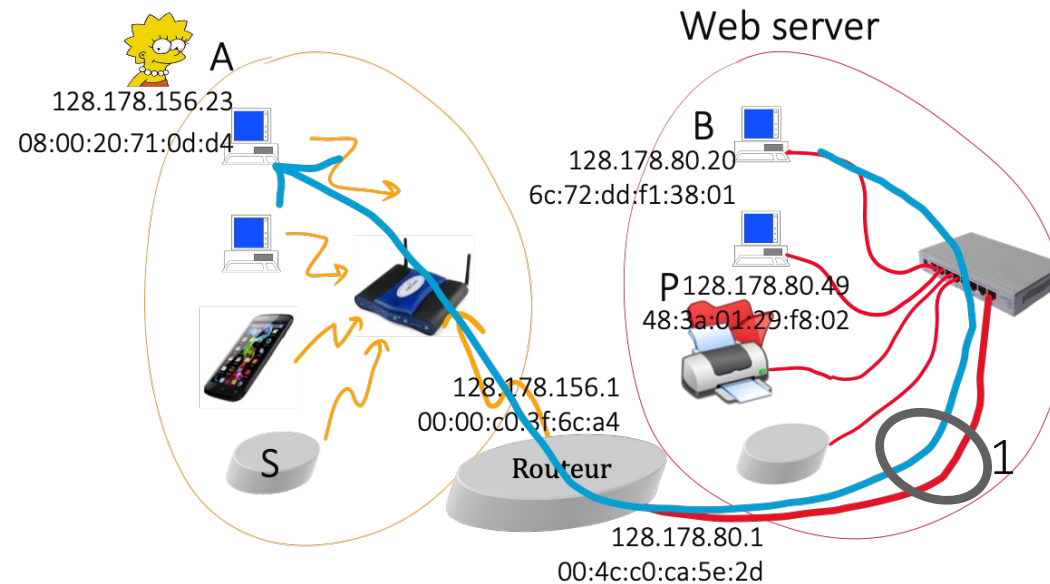 Web server
A
128.178.156.23
08:00:20:71:0d:d4
B
128.178.80.20
6c:72:dd:f1:38:01
P 128.178.80.49
48:3a:01:29:f8:02
128.178.156.1
00:00:c0:3f:6c:a4
S
Routeur
1
128.178.80.1
00:4c:c0:ca:5e:2d